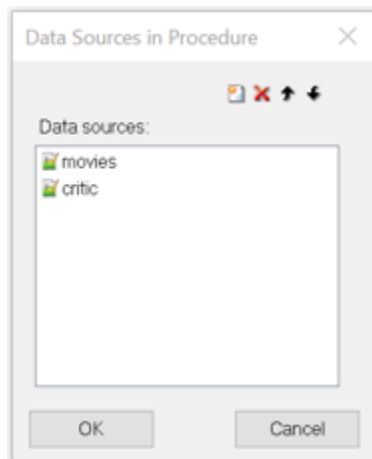 Data Sources in Procedure
Data sources:
movies
critic
OK
Cancel